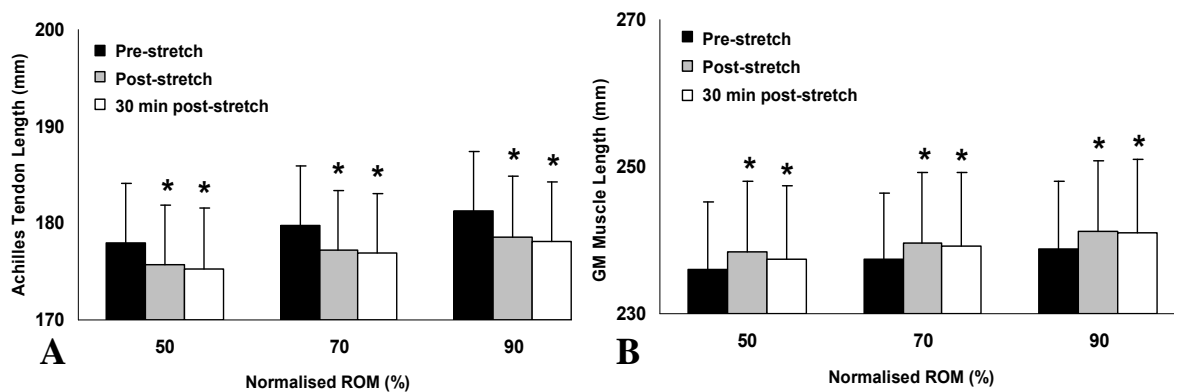 200
190
180
170
Achilles Tendon Length (mm)
Pre-stretch
Post-stretch
30 min post-stretch
* * * * * *
50 70 90
A
Normalised ROM (%)
270
250
230
GM Muscle Length (mm)
Pre-stretch
Post-stretch
30 min post-stretch
* * * * * *
50 70 90
B
Normalised ROM (%)